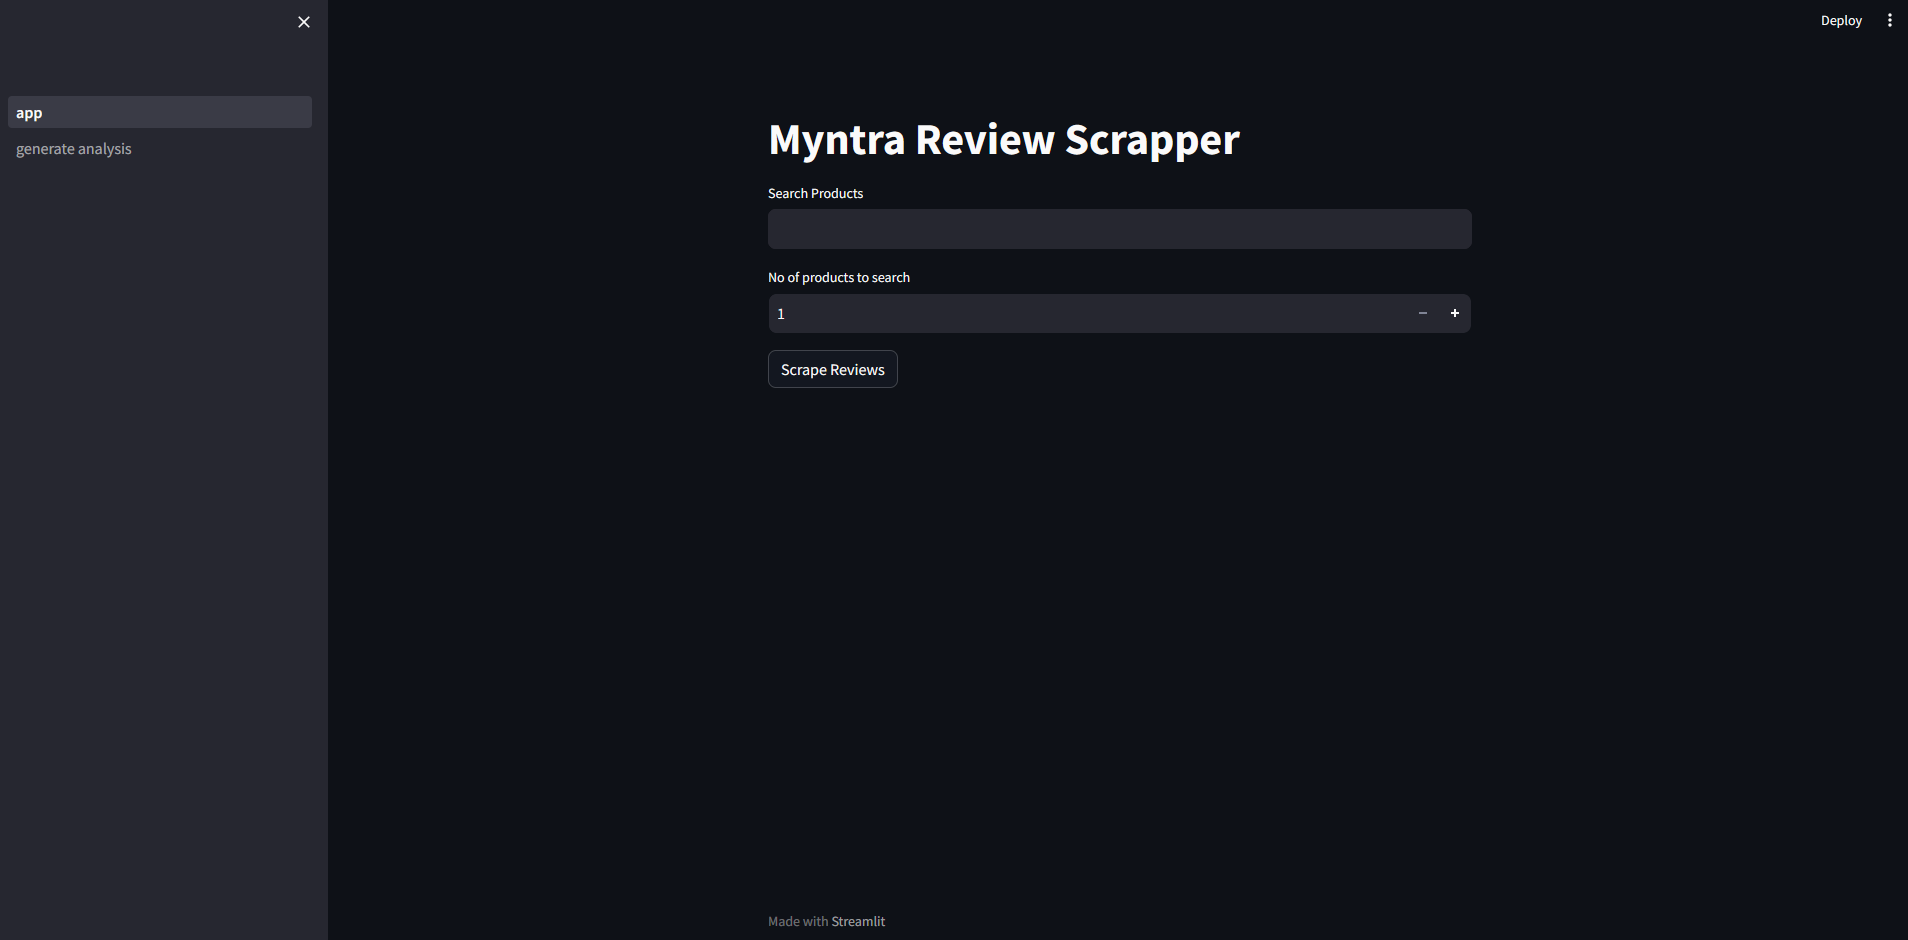 Deploy
app
generate analysis
Myntra Review Scrapper
Search Products
No of products to search
1
Scrape Reviews
Made with Streamlit